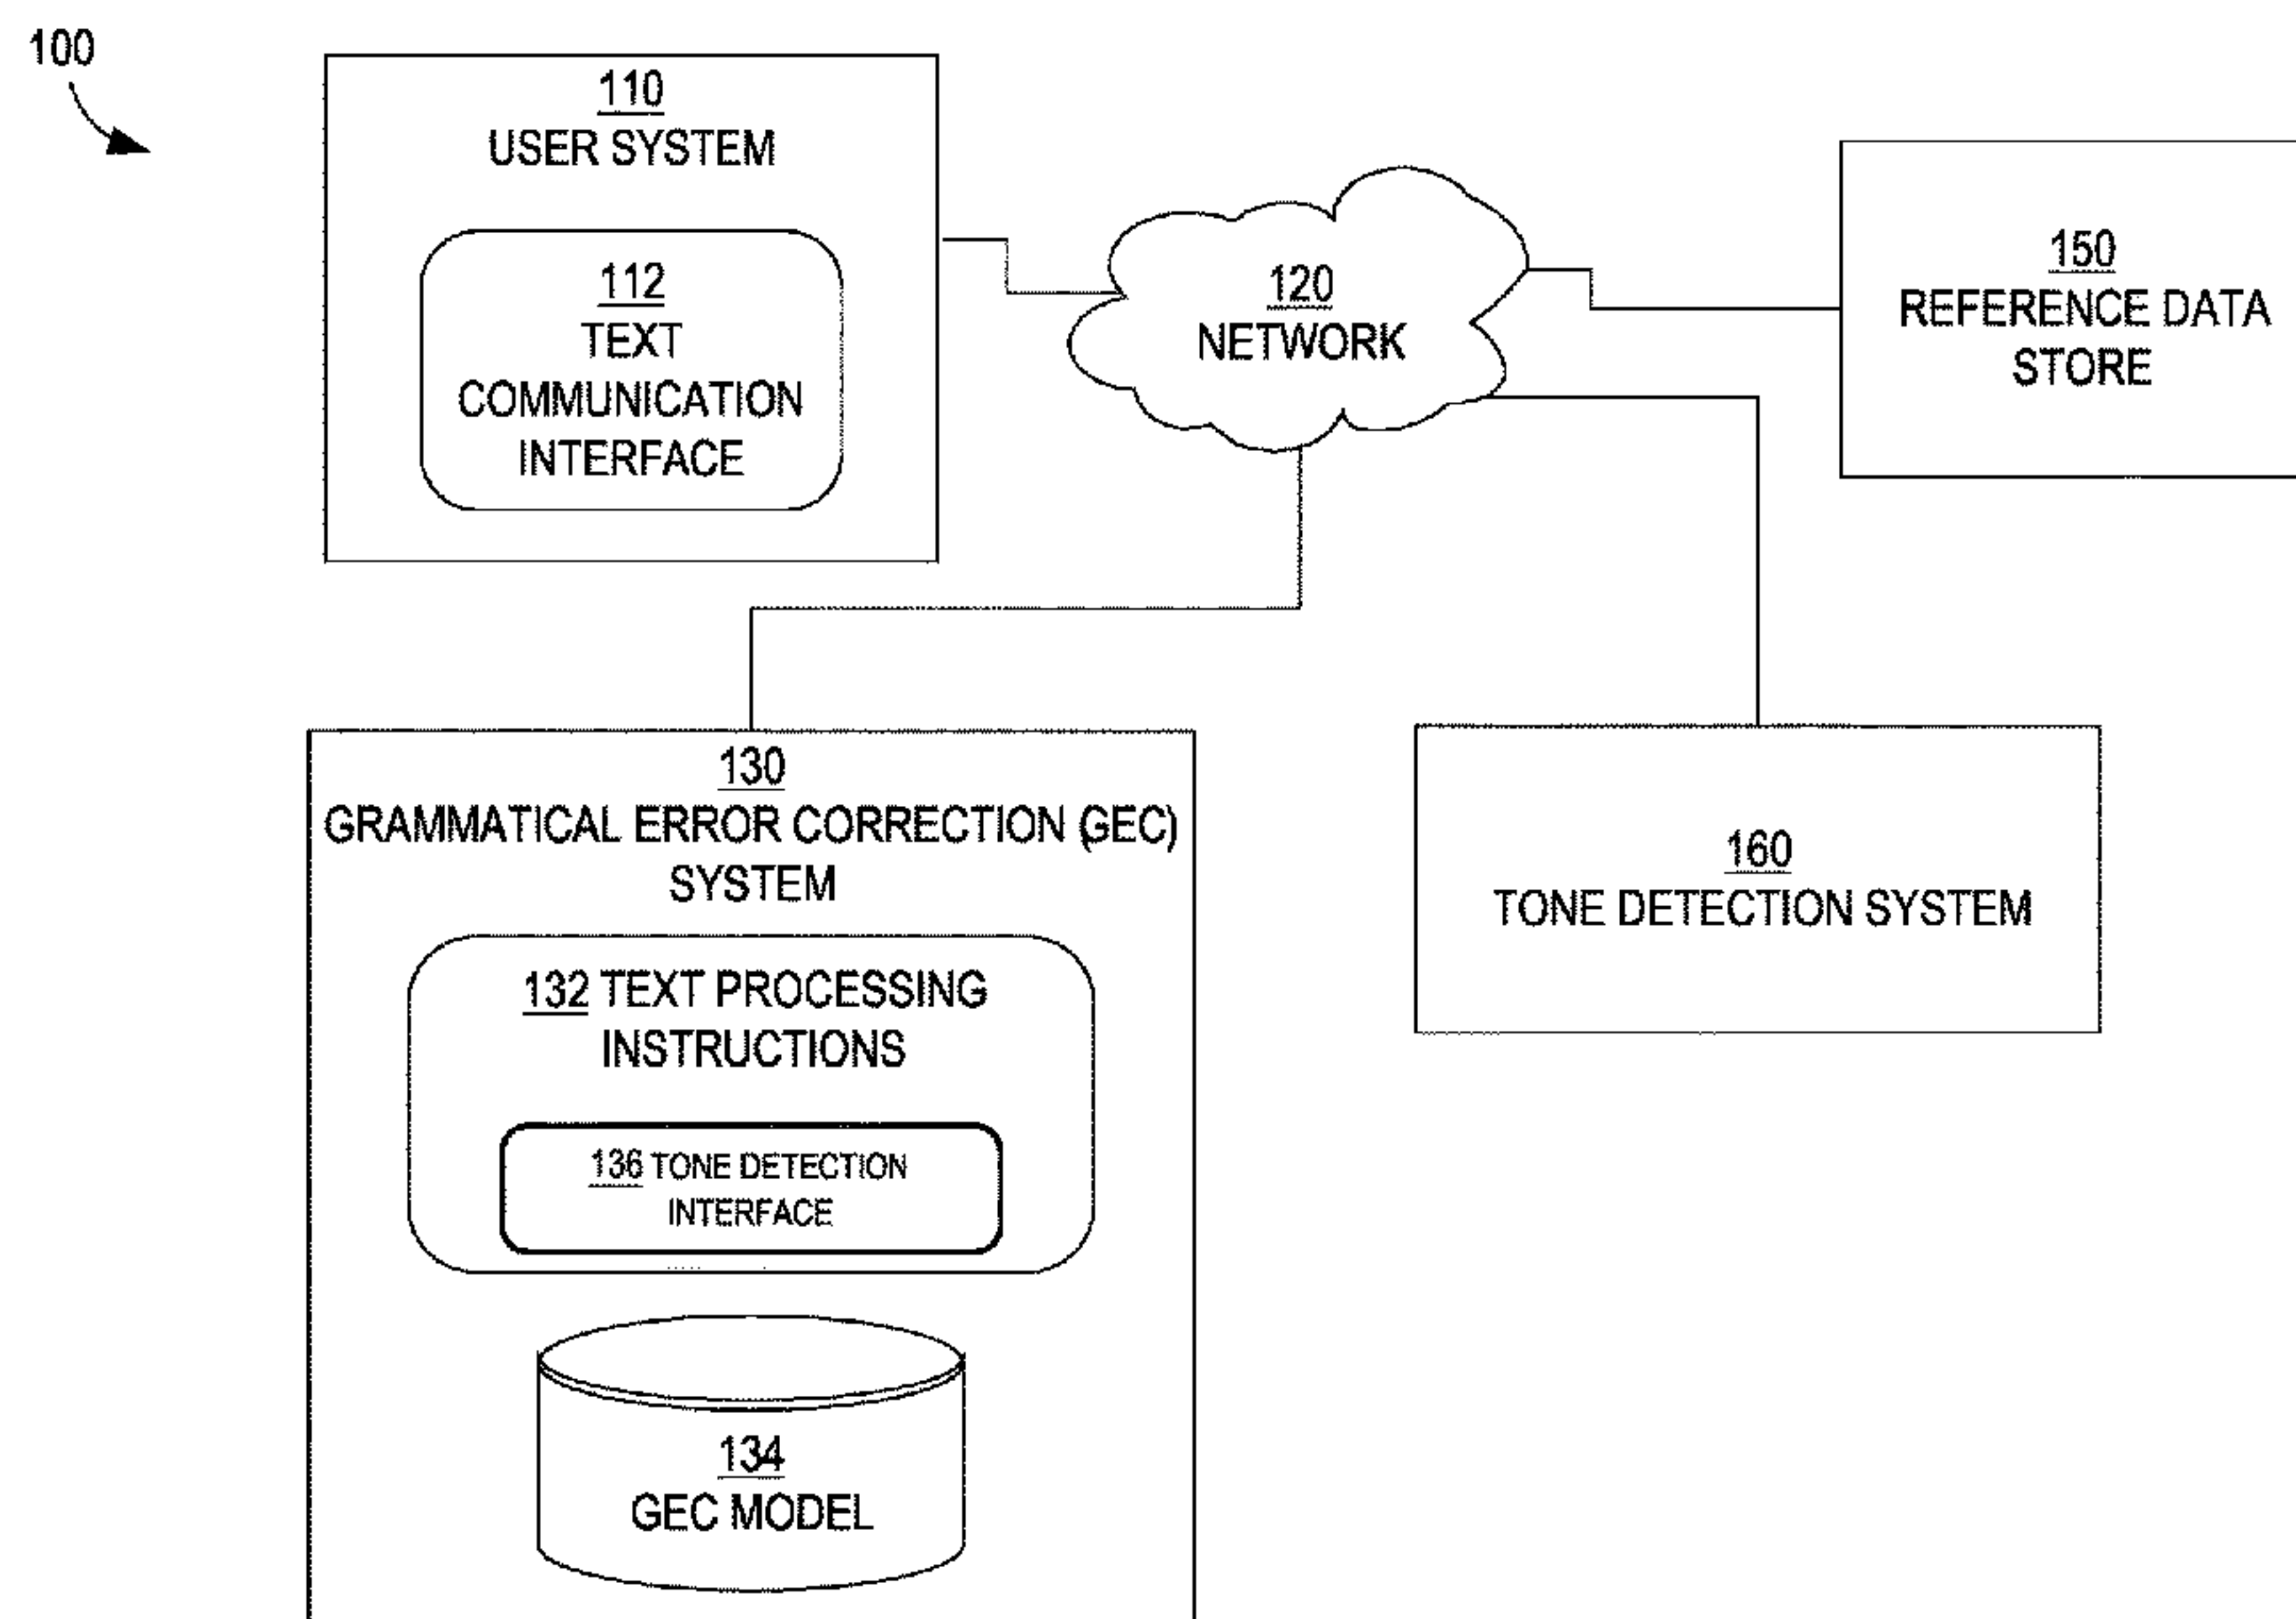 100
110
USER SYSTEM
112
TEXT
COMMUNICATION
INTERFACE
120
NETWORK
150
REFERENCE DATA
STORE
130
GRAMMATICAL ERROR CORRECTION (GEC)
SYSTEM
132 TEXT PROCESSING
INSTRUCTIONS
136 TONE DETECTION
INTERFACE
134
GEC MODEL
160
TONE DETECTION SYSTEM